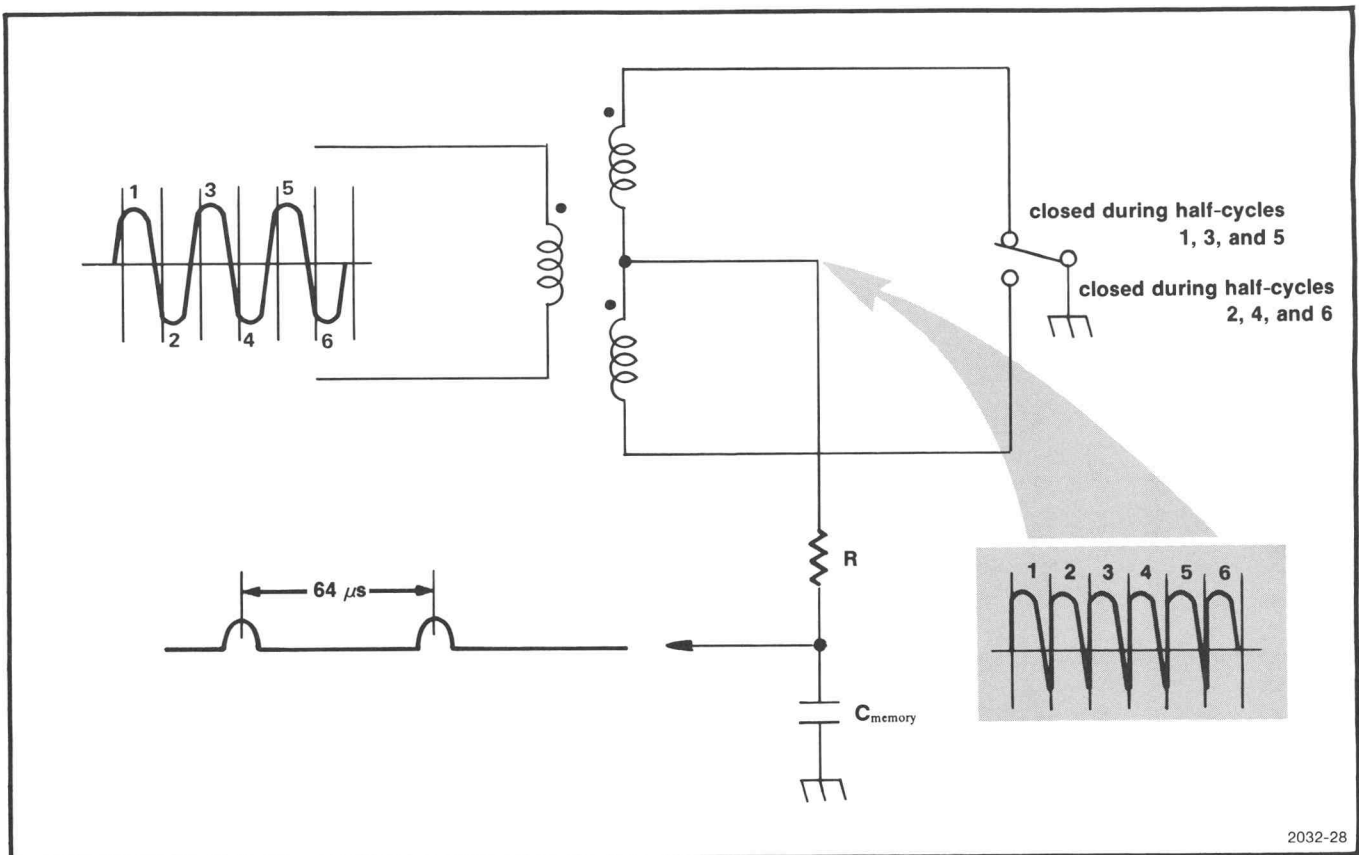 1 3 5
2 4 6
closed during half-cycles
1, 3, and 5
closed during half-cycles
2, 4, and 6
R
64 μs
1 2 3 4 5 6
Cmemory
2032-28